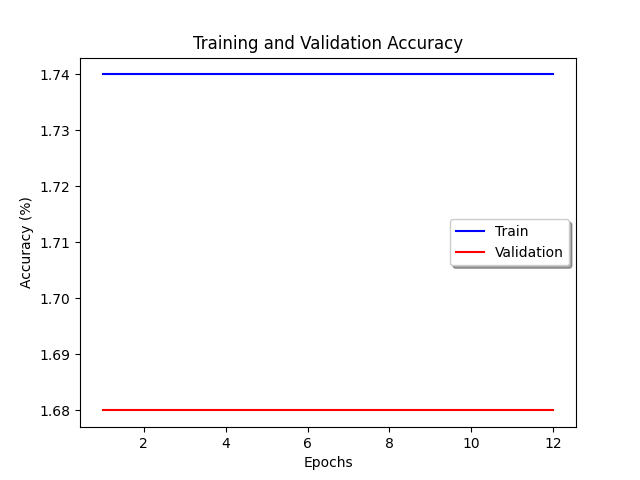 Training and Validation Accuracy
1.74
1.73
1.72
1.71
1.70
1.69
1.68
Accuracy (%)
Train
Validation
2 4 6 8 10 12
Epochs